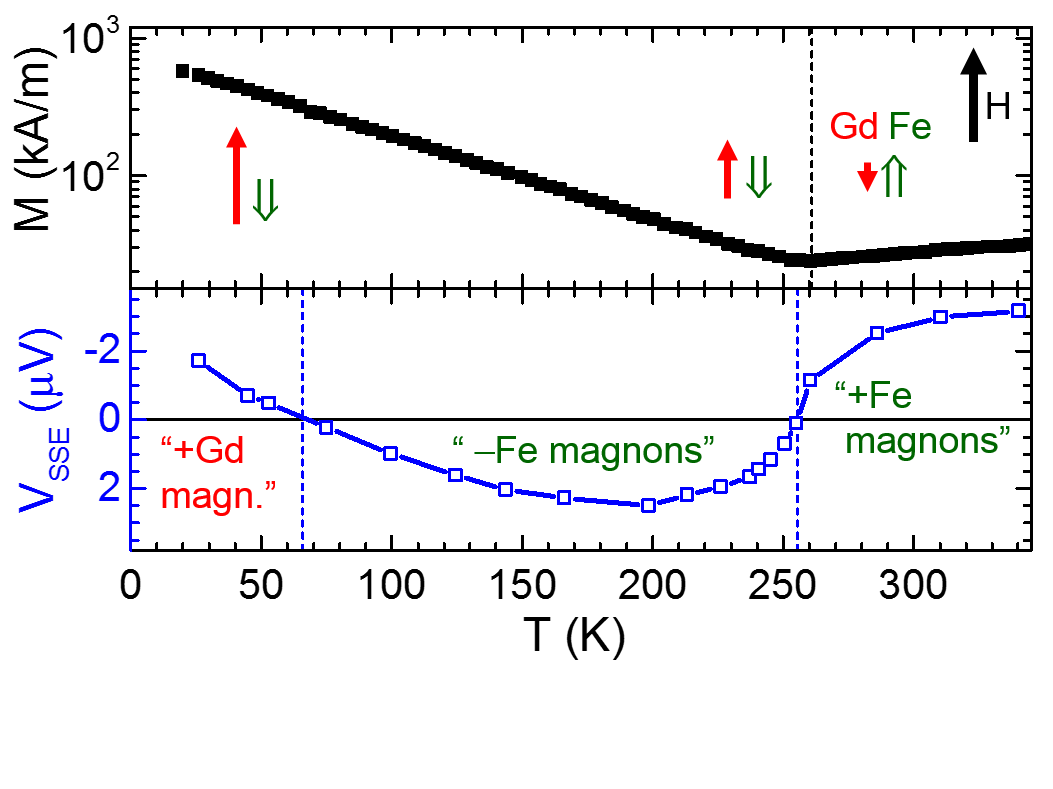 10³
10²
M (kA/m)
H
Gd Fe
-2
0
2
V_SSE (μV)
“+Gd
magn.”
“ –Fe magnons”
“+Fe
magnons”
0 50 100 150 200 250 300
T (K)